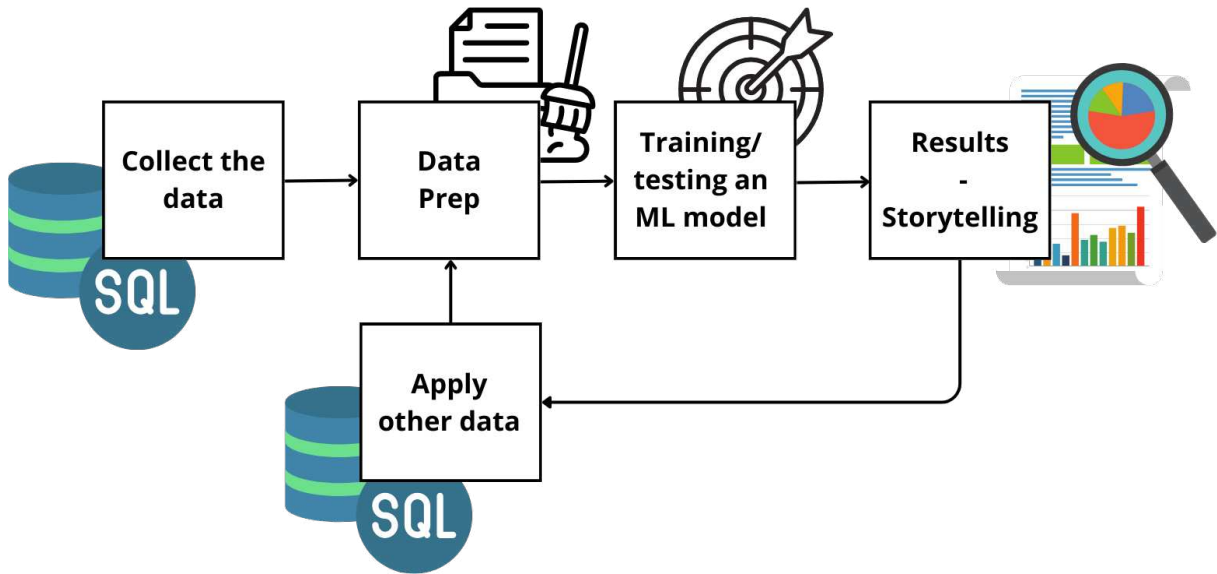 Collect the
data
SQL
Data
Prep
Training/
testing an
ML model
Results
-
Storytelling
Apply
other data
SQL